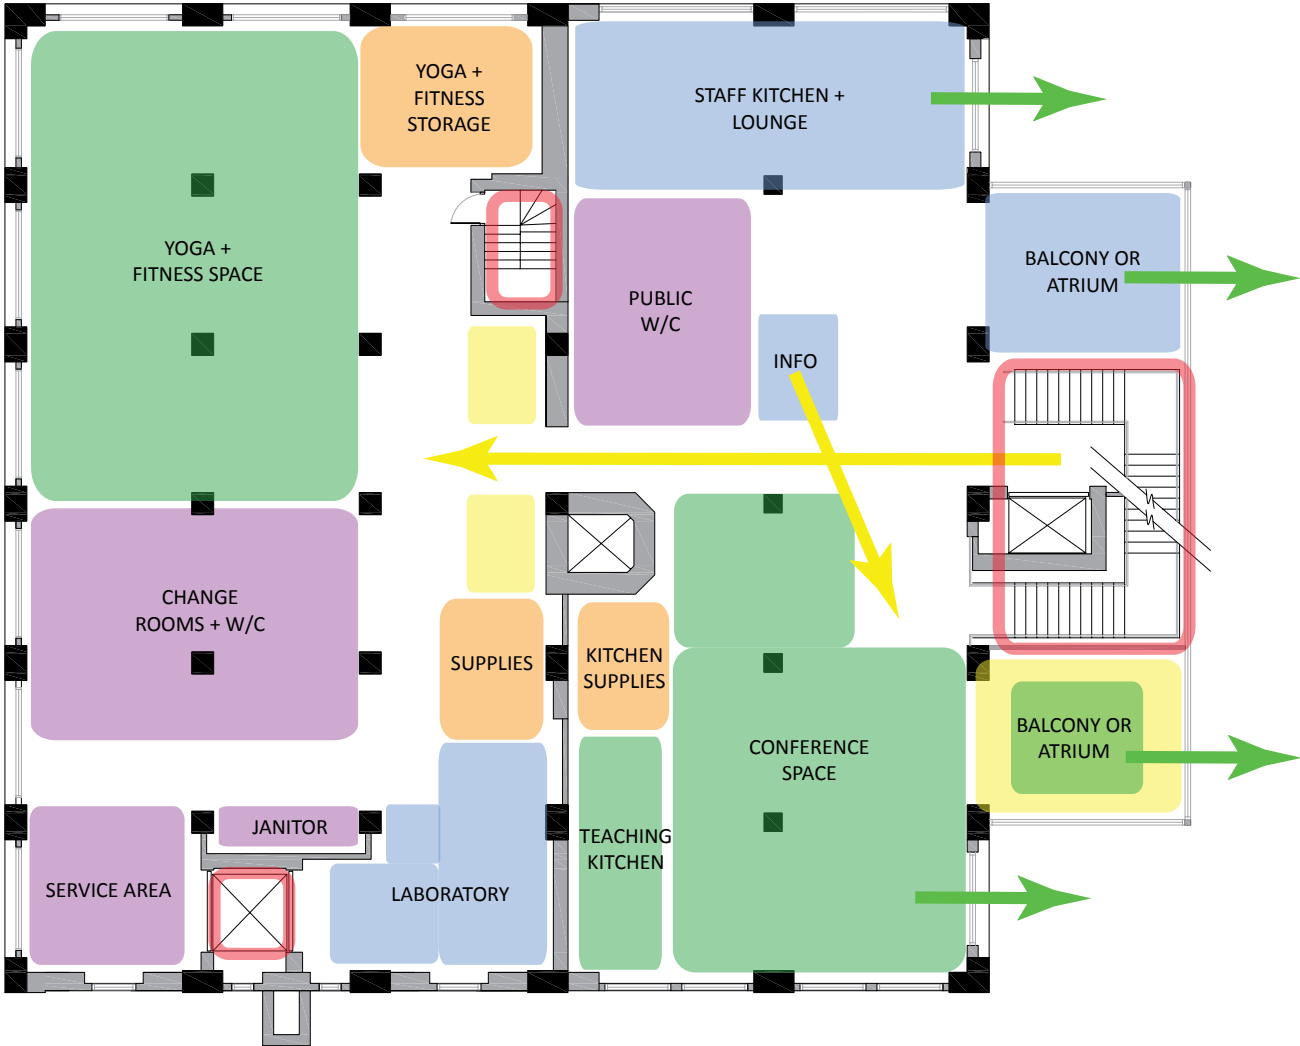 YOGA +
FITNESS
STORAGE
STAFF KITCHEN +
LOUNGE
YOGA +
FITNESS SPACE
PUBLIC
W/C
BALCONY OR
ATRIUM
INFO
CHANGE
ROOMS + W/C
SUPPLIES
KITCHEN
SUPPLIES
CONFERENCE
SPACE
BALCONY OR
ATRIUM
JANITOR
TEACHING
KITCHEN
SERVICE AREA
LABORATORY